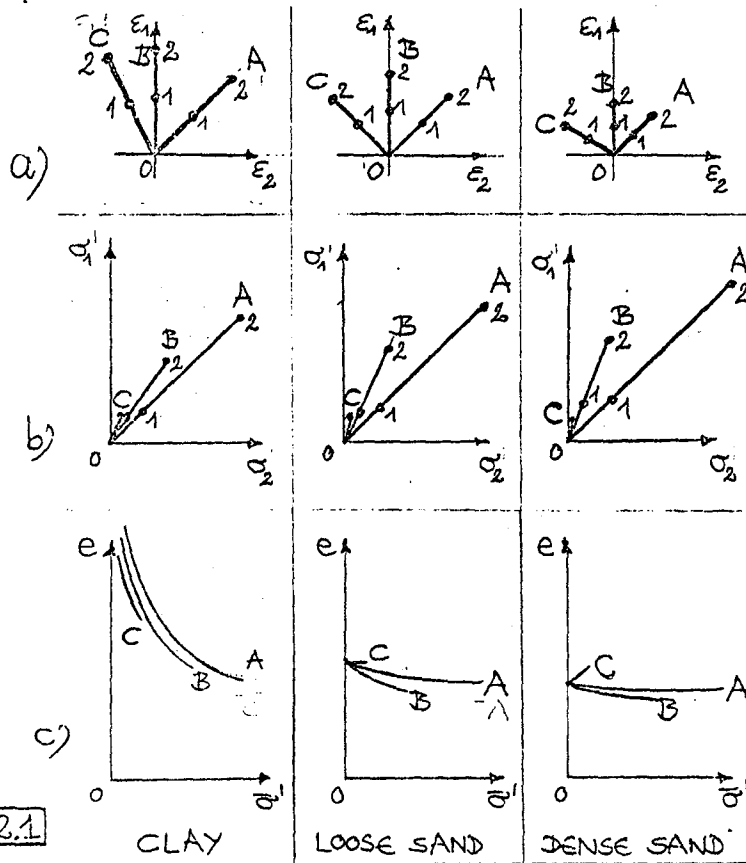 ε₁ ε₁ ε₁
C 2 1 B 2 1 A 2 1 0 ε₂
C 2 1 B 2 1 A 2 1 0 ε₂
C 2 1 B 2 1 A 2 1 0 ε₂
a)
σ₁' σ₁' σ₁'
A 2 1 B 2 C 0 σ₂'
A 2 1 B 2 C 0 σ₂
A 2 1 B 2 1 C 0 σ₂
b)
e C B A 0 σ̄'
e C A B 0 σ̄'
e C A B 0 σ̄'
c)
2.1
CLAY LOOSE SAND DENSE SAND